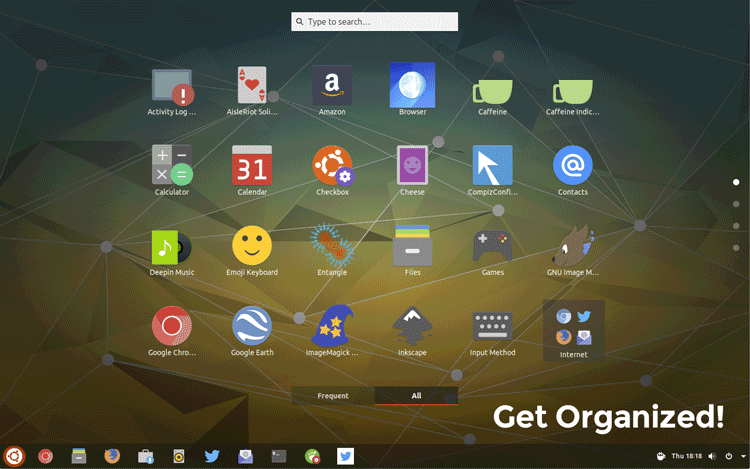 Type to search...
Activity Log ...
AisleRiot Soli...
Amazon
Browser
Caffeine
Caffeine Indic...
Calculator
31
Calendar
Checkbox
Cheese
CompizConfi...
Contacts
Deepin Music
Emoji Keyboard
Entangle
Files
Games
GNU Image M...
Google Chro...
Google Earth
ImageMagick ...
Inkscape
Input Method
Internet
Frequent
All
Get Organized!
Thu 18:18